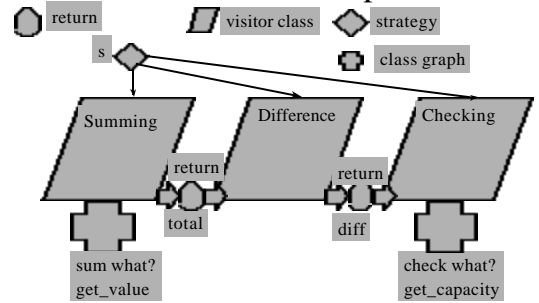 return
visitor class
strategy
s
class graph
Summing
Difference
Checking
return
return
total
diff
sum what?
get_value
check what?
get_capacity